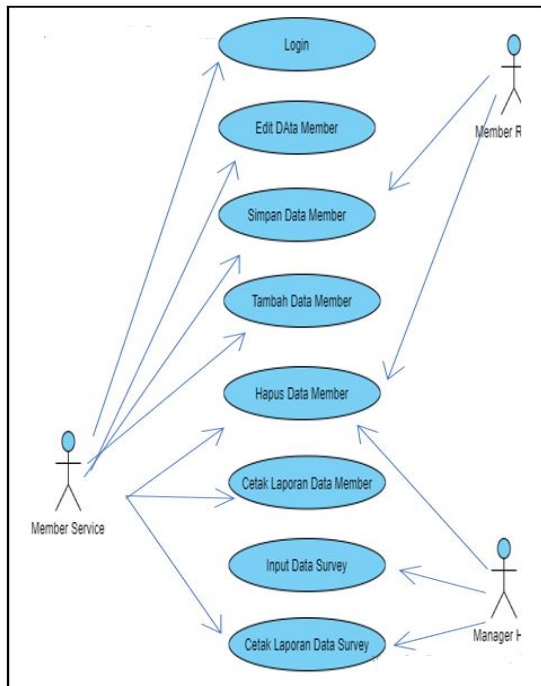 Login
Edit DAta Member
Member R
Simpan Data Member
Tambah Data Member
Hapus Data Member
Cetak Laporan Data Member
Member Service
Input Data Survey
Manager H
Cetak Laporan Data Survey